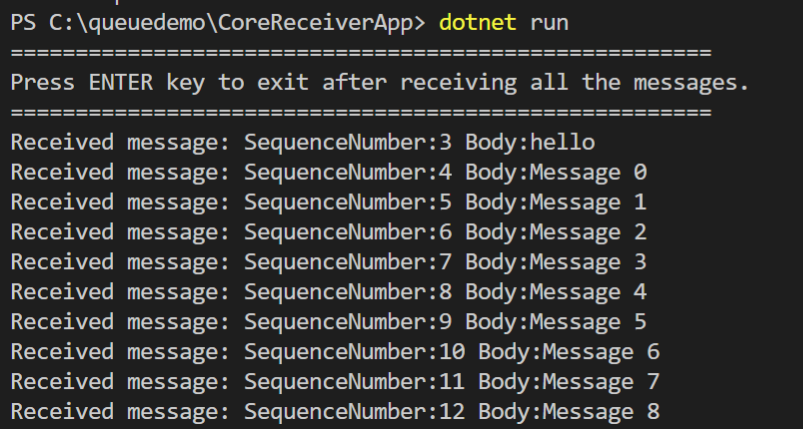 PS C:\queuedemo\CoreReceiverApp> dotnet run
======================================================
Press ENTER key to exit after receiving all the messages.
======================================================
Received message: SequenceNumber:3 Body:hello
Received message: SequenceNumber:4 Body:Message 0
Received message: SequenceNumber:5 Body:Message 1
Received message: SequenceNumber:6 Body:Message 2
Received message: SequenceNumber:7 Body:Message 3
Received message: SequenceNumber:8 Body:Message 4
Received message: SequenceNumber:9 Body:Message 5
Received message: SequenceNumber:10 Body:Message 6
Received message: SequenceNumber:11 Body:Message 7
Received message: SequenceNumber:12 Body:Message 8